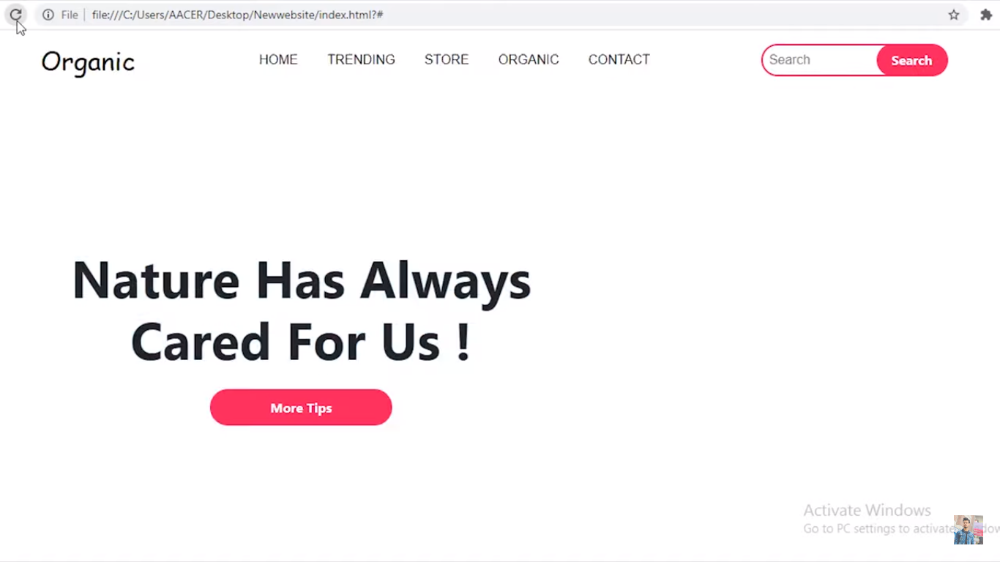 File file:///C:/Users/AACER/Desktop/Newwebsite/index.html?#
Organic HOME TRENDING STORE ORGANIC CONTACT Search Search
Nature Has Always
Cared For Us !
More Tips
Activate Windows
Go to PC settings to activate